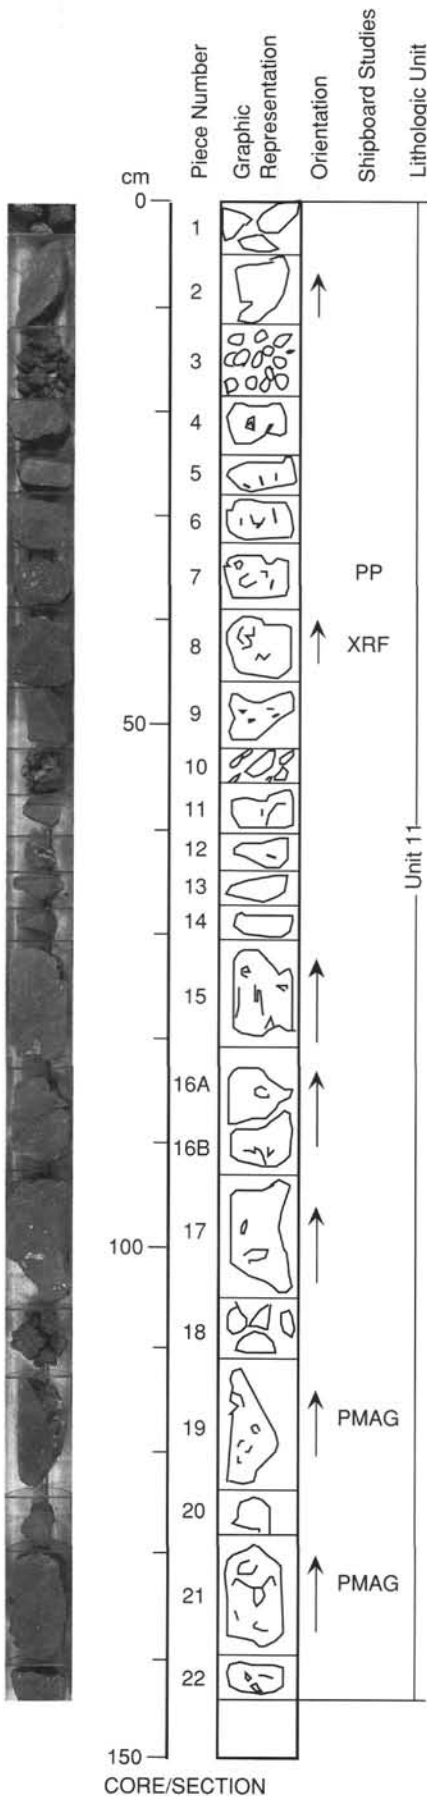 cm
Piece Number
Graphic
Representation
Orientation
Shipboard Studies
Lithologic Unit
0
1
2
3
4
5
6
7 PP
8 XRF
50
9
10
11
Unit 11
12
13
14
15
16A
16B
17
100
18
19 PMAG
20
21 PMAG
22
150
CORE/SECTION